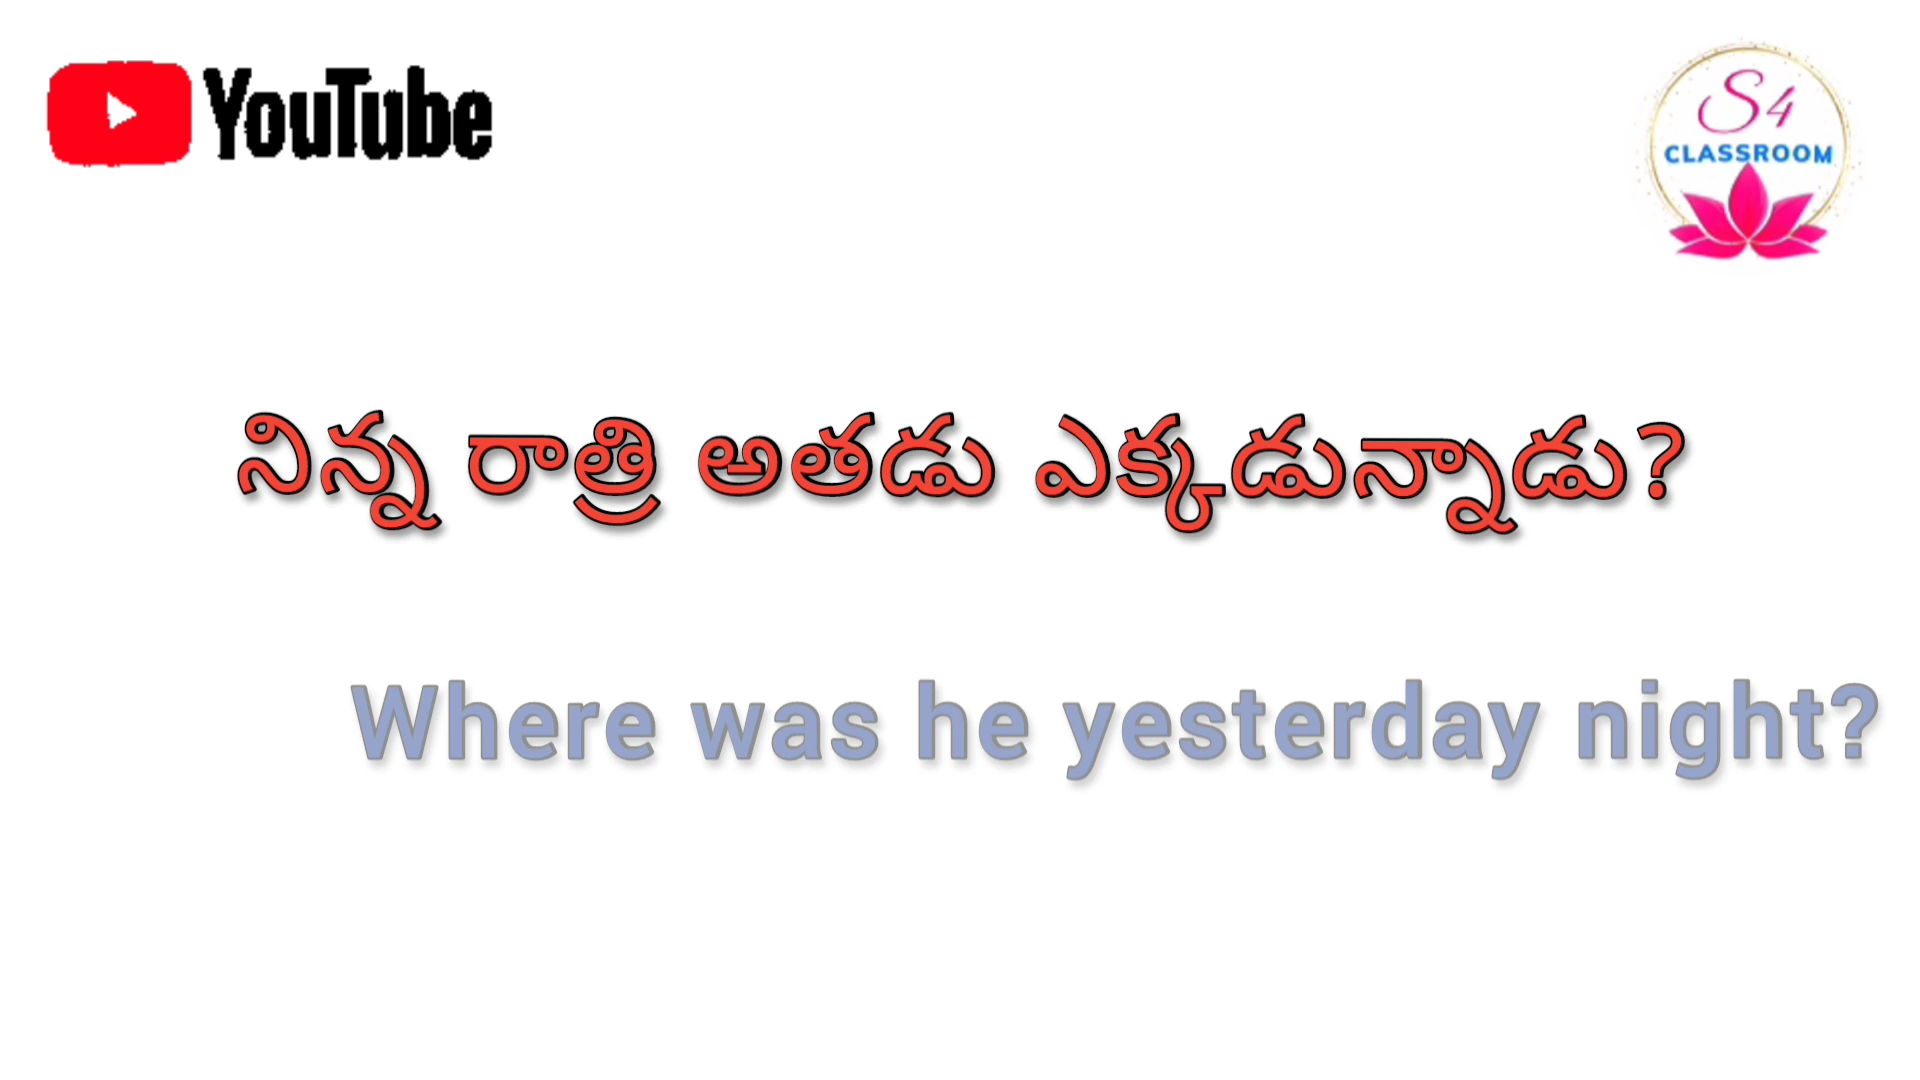 YouTube
S4
CLASSROOM
నిన్న రాత్రి అతడు ఎక్కడున్నాడు?
Where was he yesterday night?